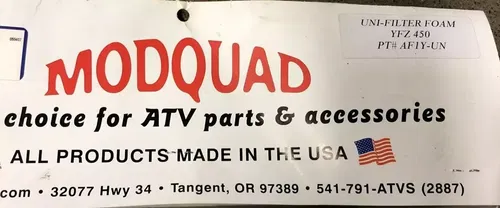 UNI-FILTER FOAM
YFZ 450
PT# AF1Y-UN
MODQUAD
choice for ATV parts & accessories
ALL PRODUCTS MADE IN THE USA
.com • 32077 Hwy 34 • Tangent, OR 97389 • 541-791-ATVS (2887)